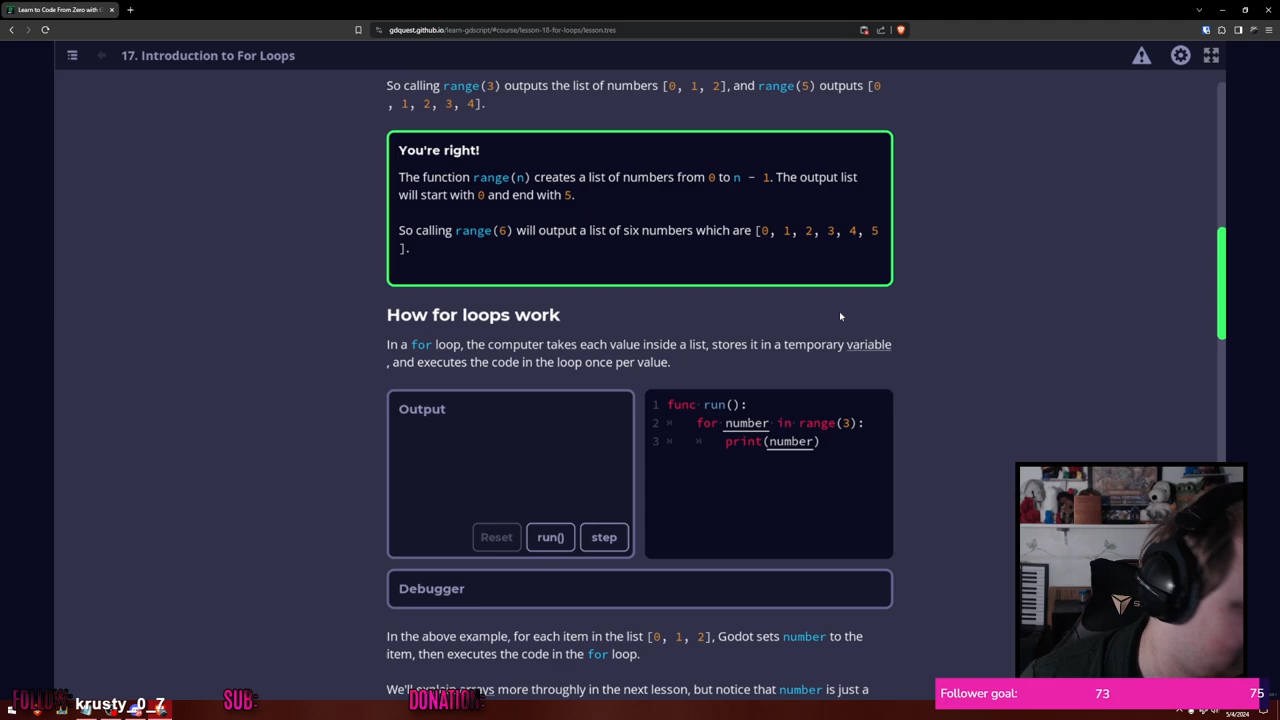 Learn to Code From Zero with G
gdquest.github.io/learn-gdscript/#course/lesson-18-for-loops/lesson.tres
17. Introduction to For Loops
So calling range(3) outputs the list of numbers [0, 1, 2], and range(5) outputs [0
, 1, 2, 3, 4].
You're right!
The function range(n) creates a list of numbers from 0 to n - 1. The output list
will start with 0 and end with 5.
So calling range(6) will output a list of six numbers which are [0, 1, 2, 3, 4, 5
].
How for loops work
In a for loop, the computer takes each value inside a list, stores it in a temporary variable
, and executes the code in the loop once per value.
Output
Reset run() step
1 func run():
2 for number in range(3):
3 print(number)
Debugger
In the above example, for each item in the list [0, 1, 2], Godot sets number to the
item, then executes the code in the for loop.
We'll explain arrays more throughly in the next lesson, but notice that number is just a
FOLLOW: krusty_0_7 SUB: DONATION:
Follower goal: 73 75
5/4/2024